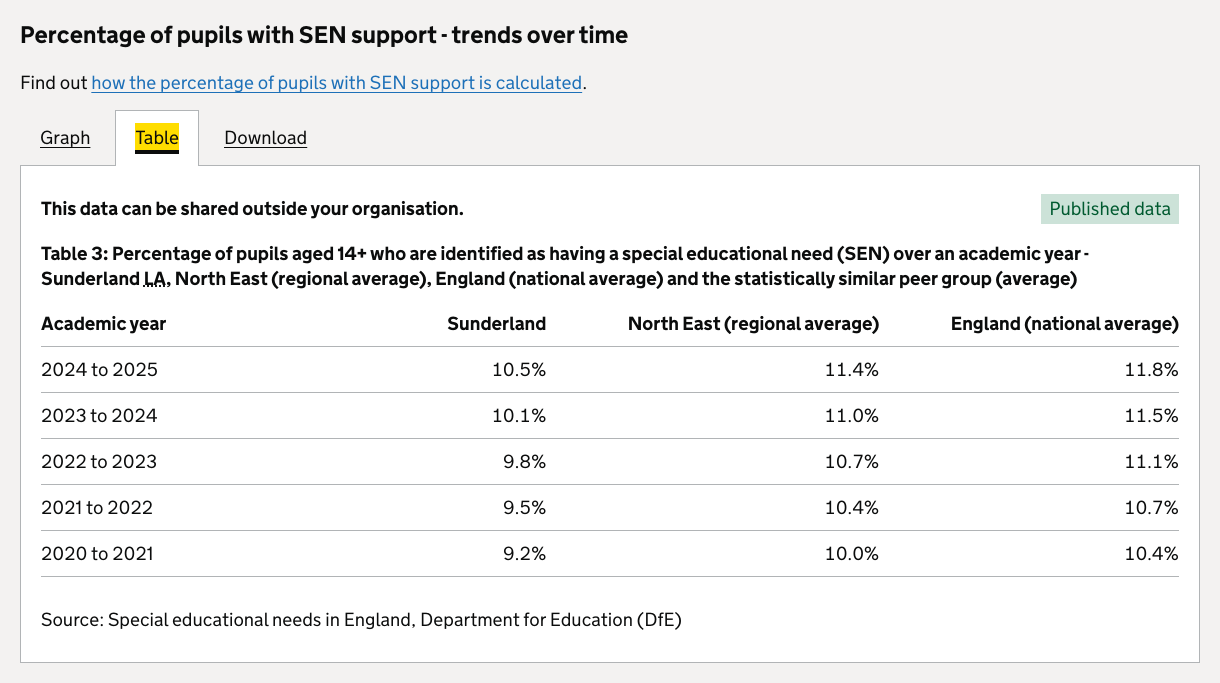 Percentage of pupils with SEN support - trends over time
Find out how the percentage of pupils with SEN support is calculated.
Graph Table Download
This data can be shared outside your organisation. Published data
Table 3: Percentage of pupils aged 14+ who are identified as having a special educational need (SEN) over an academic year -
Sunderland LA, North East (regional average), England (national average) and the statistically similar peer group (average)
Academic year Sunderland North East (regional average) England (national average)
2024 to 2025 10.5% 11.4% 11.8%
2023 to 2024 10.1% 11.0% 11.5%
2022 to 2023 9.8% 10.7% 11.1%
2021 to 2022 9.5% 10.4% 10.7%
2020 to 2021 9.2% 10.0% 10.4%
Source: Special educational needs in England, Department for Education (DfE)